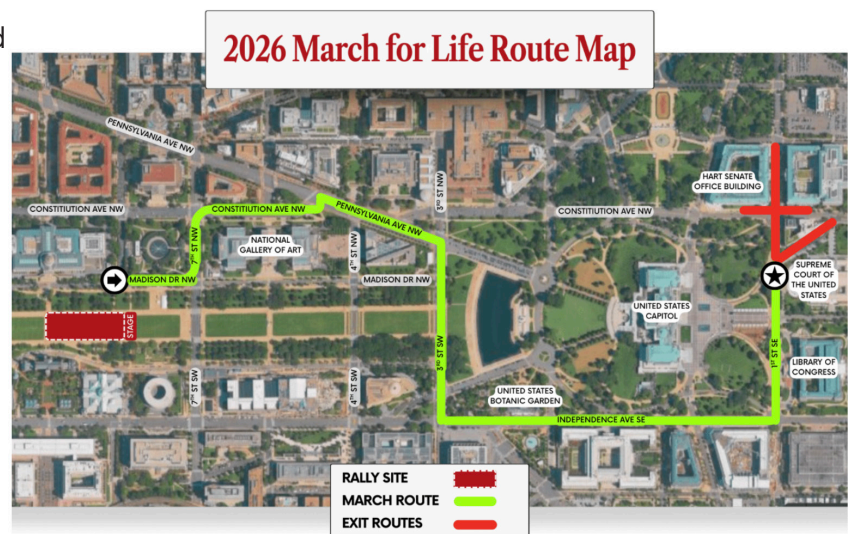 2026 March for Life Route Map
PENNSYLVANIA AVE NW
CONSTITIUTION AVE NW
CONSTITIUTION AVE NW
PENNSYLVANIA AVE NW
3RD ST NW
CONSTITIUTION AVE NW
HART SENATE
OFFICE BUILDING
7TH ST NW
NATIONAL
GALLERY OF ART
4TH ST NW
MADISON DR NW
MADISON DR NW
SUPREME
COURT OF
THE UNITED
STATES
UNITED STATES
CAPITOL
STAGE
3RD ST SW
1ST ST SE
LIBRARY OF
CONGRESS
7TH ST SW
4TH ST SW
UNITED STATES
BOTANIC GARDEN
INDEPENDENCE AVE SE
RALLY SITE
MARCH ROUTE
EXIT ROUTES